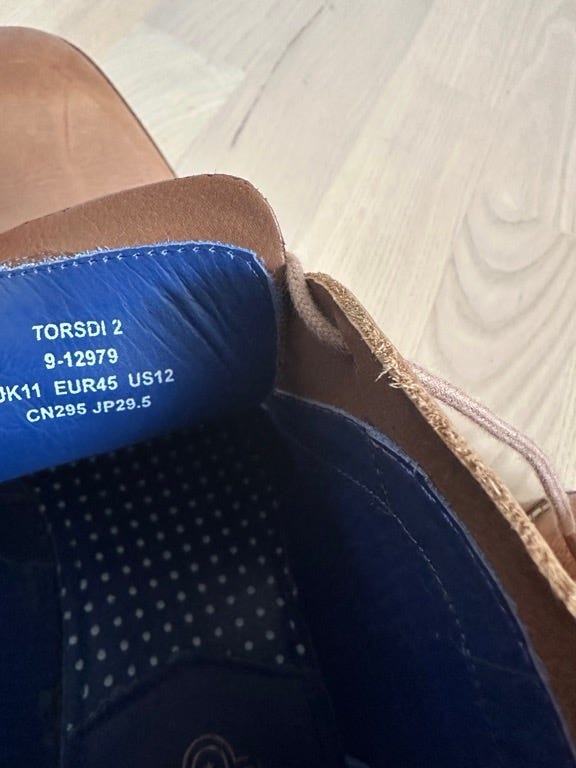 TORSDI 2
9-12979
UK11 EUR45 US12
CN295 JP29.5